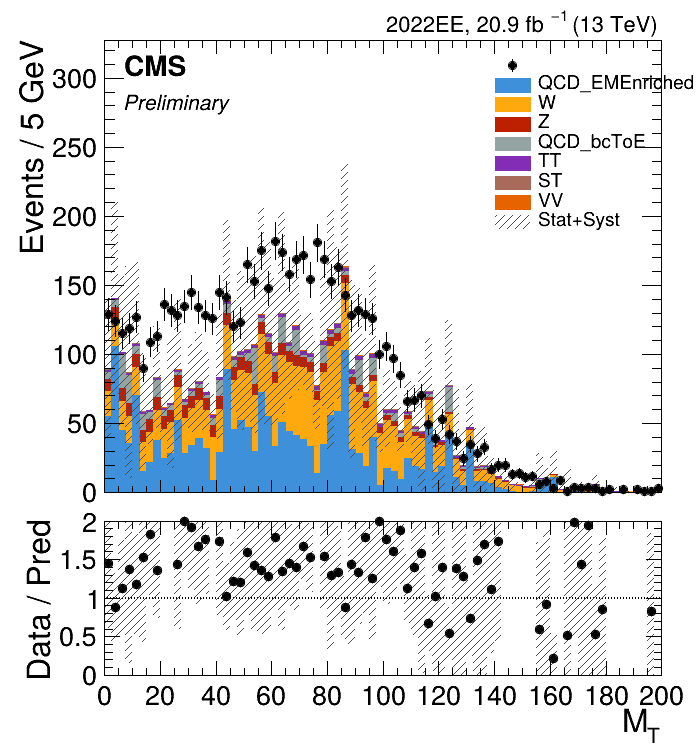 2022EE, 20.9 fb⁻¹ (13 TeV)
CMS
Preliminary
QCD_EMEnriched
W
Z
QCD_bcToE
TT
ST
VV
Stat+Syst
Events / 5 GeV
300
250
200
150
100
50
0
Data / Pred
2
1.5
1
0.5
0
0 20 40 60 80 100 120 140 160 180 200
M_T